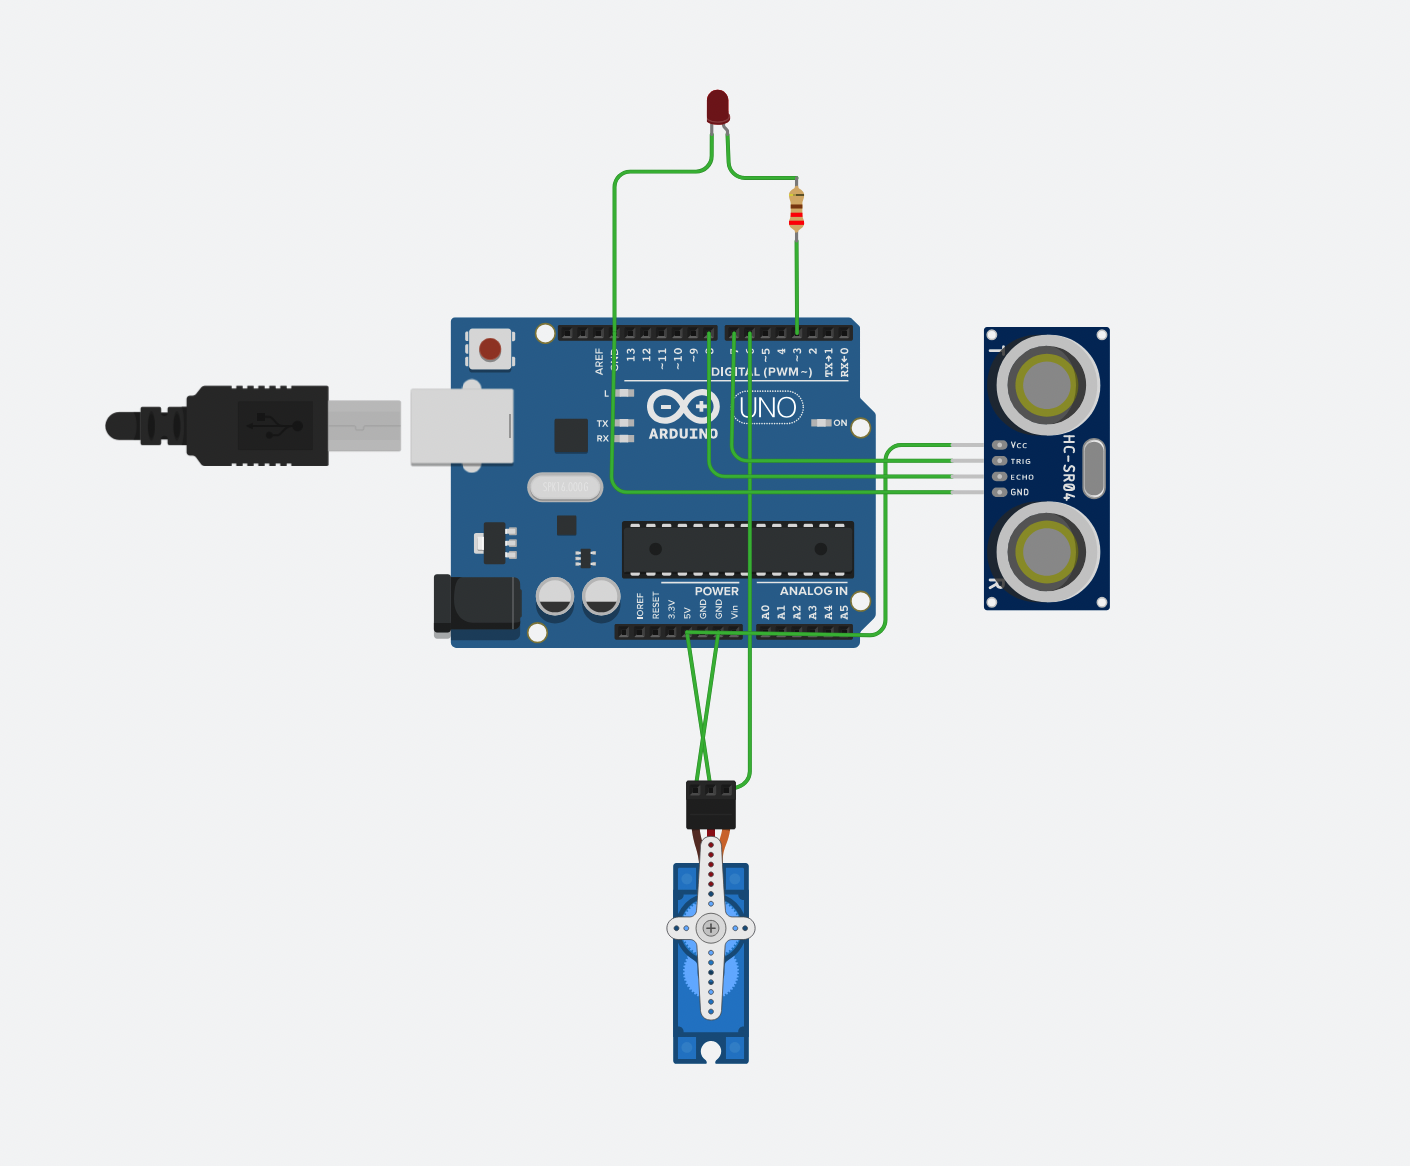 AREF
GND
13
12
~11
~10
~9
8
7
6
~5
4
~3
2
TX→1
RX←0
DIGITAL (PWM ~)
L
TX
RX
ARDUINO
UNO
ON
SPK16.000G
T
Vcc
TRIG
ECHO
GND
HC-SR04
R
POWER
ANALOG IN
IOREF
RESET
3.3V
5V
GND
GND
Vin
A0
A1
A2
A3
A4
A5